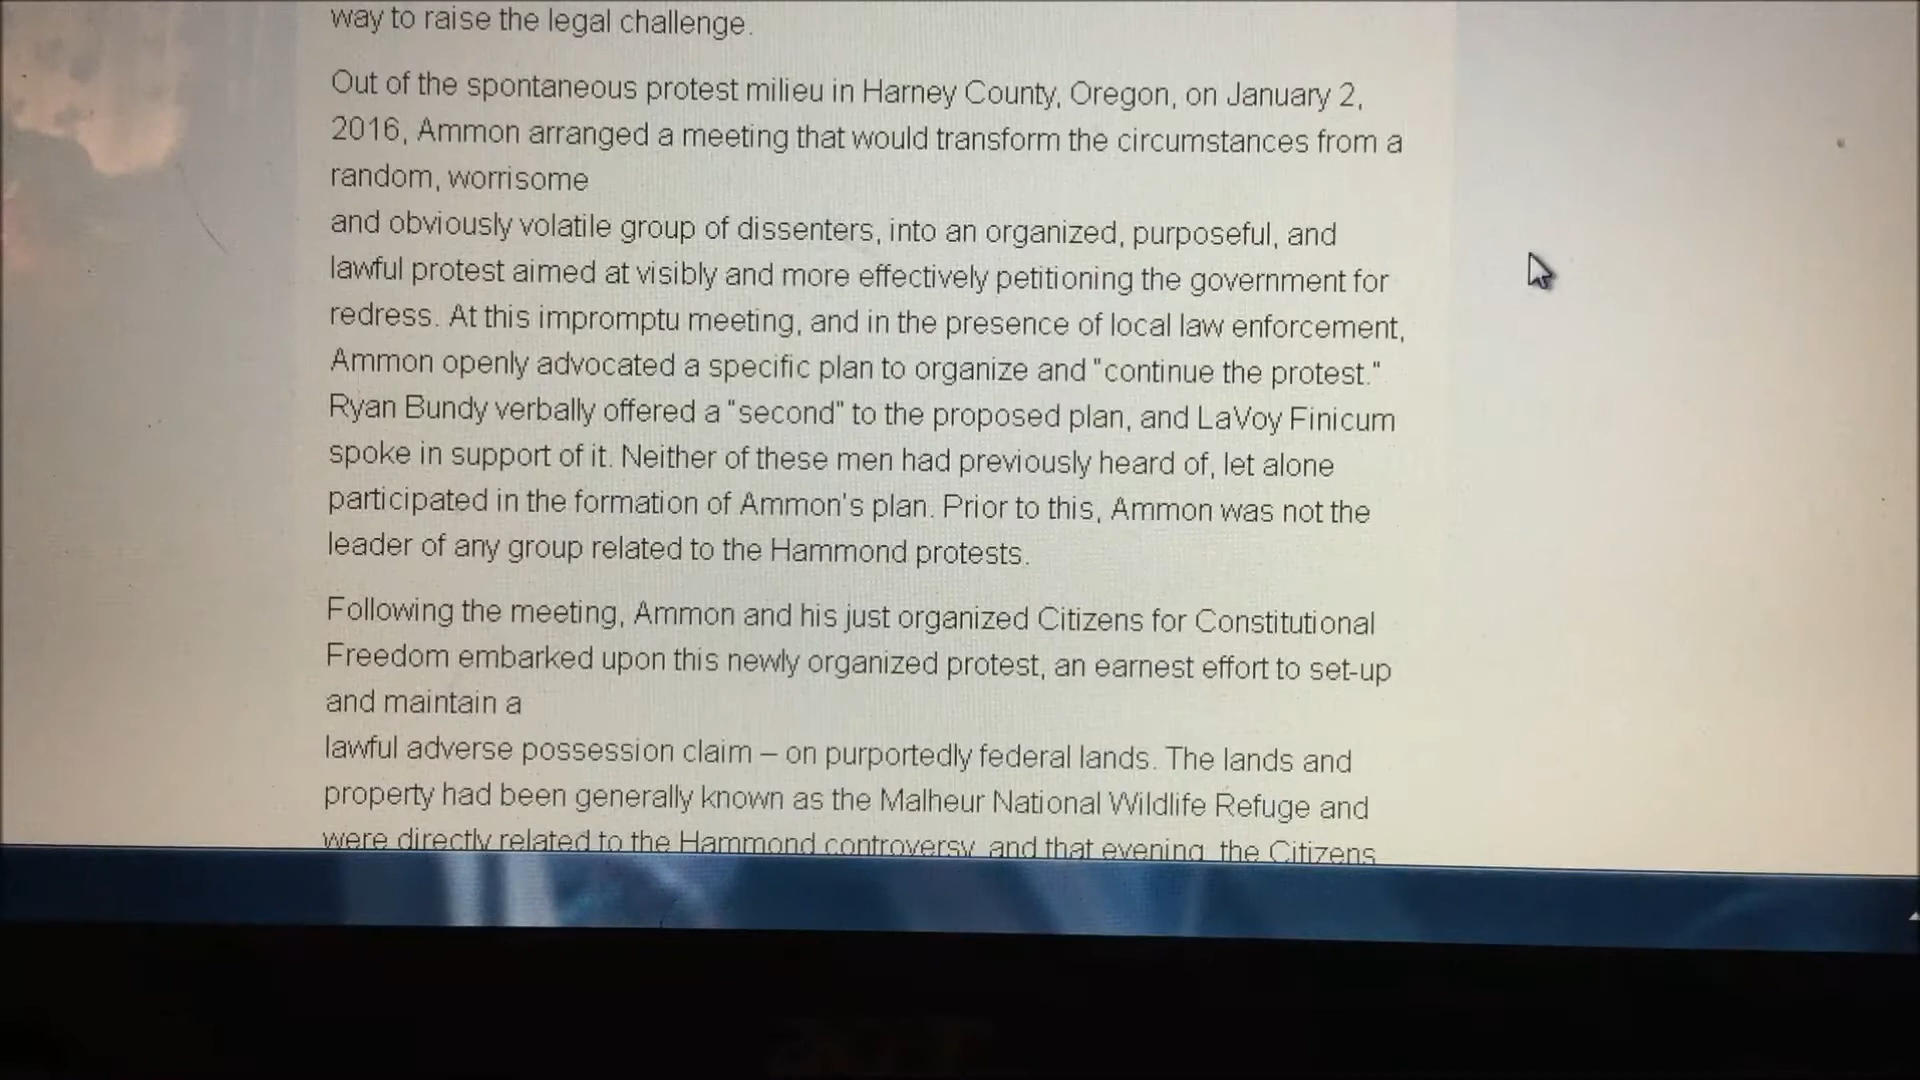 way to raise the legal challenge.
Out of the spontaneous protest milieu in Harney County, Oregon, on January 2,
2016, Ammon arranged a meeting that would transform the circumstances from a
random, worrisome
and obviously volatile group of dissenters, into an organized, purposeful, and
lawful protest aimed at visibly and more effectively petitioning the government for
redress. At this impromptu meeting, and in the presence of local law enforcement,
Ammon openly advocated a specific plan to organize and "continue the protest."
Ryan Bundy verbally offered a "second" to the proposed plan, and LaVoy Finicum
spoke in support of it. Neither of these men had previously heard of, let alone
participated in the formation of Ammon's plan. Prior to this, Ammon was not the
leader of any group related to the Hammond protests.
Following the meeting, Ammon and his just organized Citizens for Constitutional
Freedom embarked upon this newly organized protest, an earnest effort to set-up
and maintain a
lawful adverse possession claim – on purportedly federal lands. The lands and
property had been generally known as the Malheur National Wildlife Refuge and
were directly related to the Hammond controversy, and that evening, the Citizens